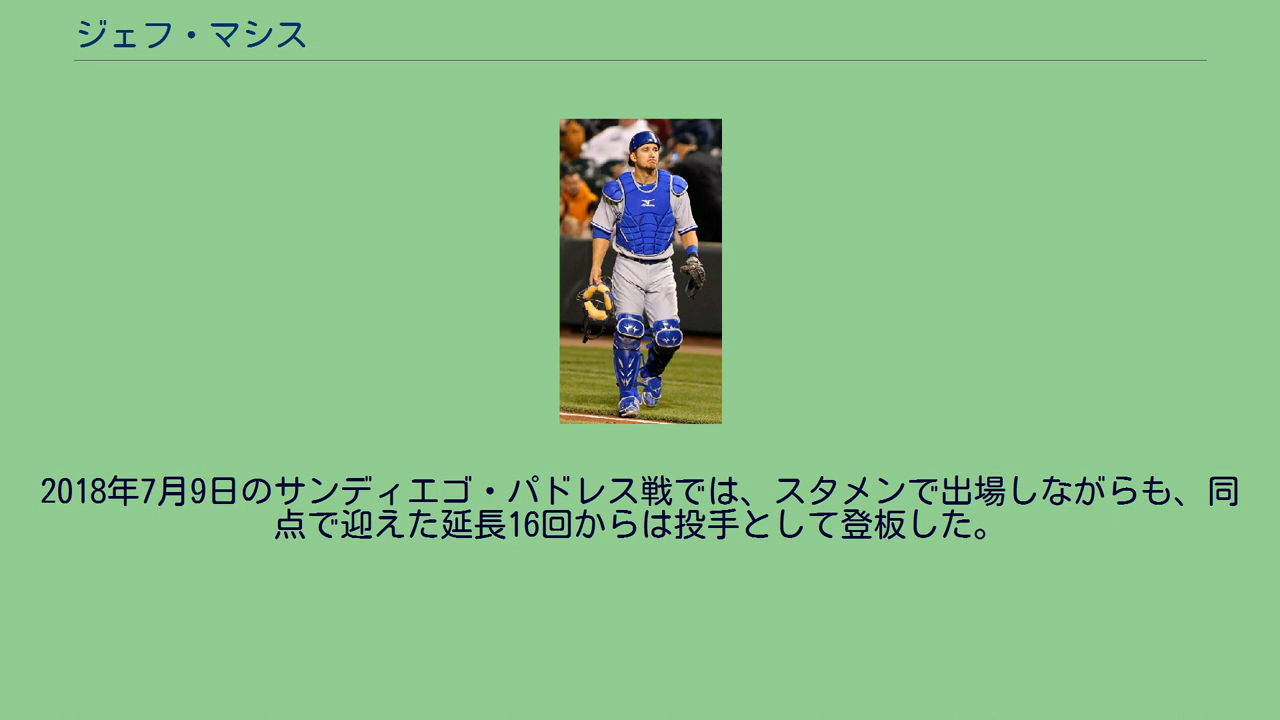 ジェフ・マシス
2018年7月9日のサンディエゴ・パドレス戦では、スタメンで出場しながらも、同
点で迎えた延長16回からは投手として登板した。